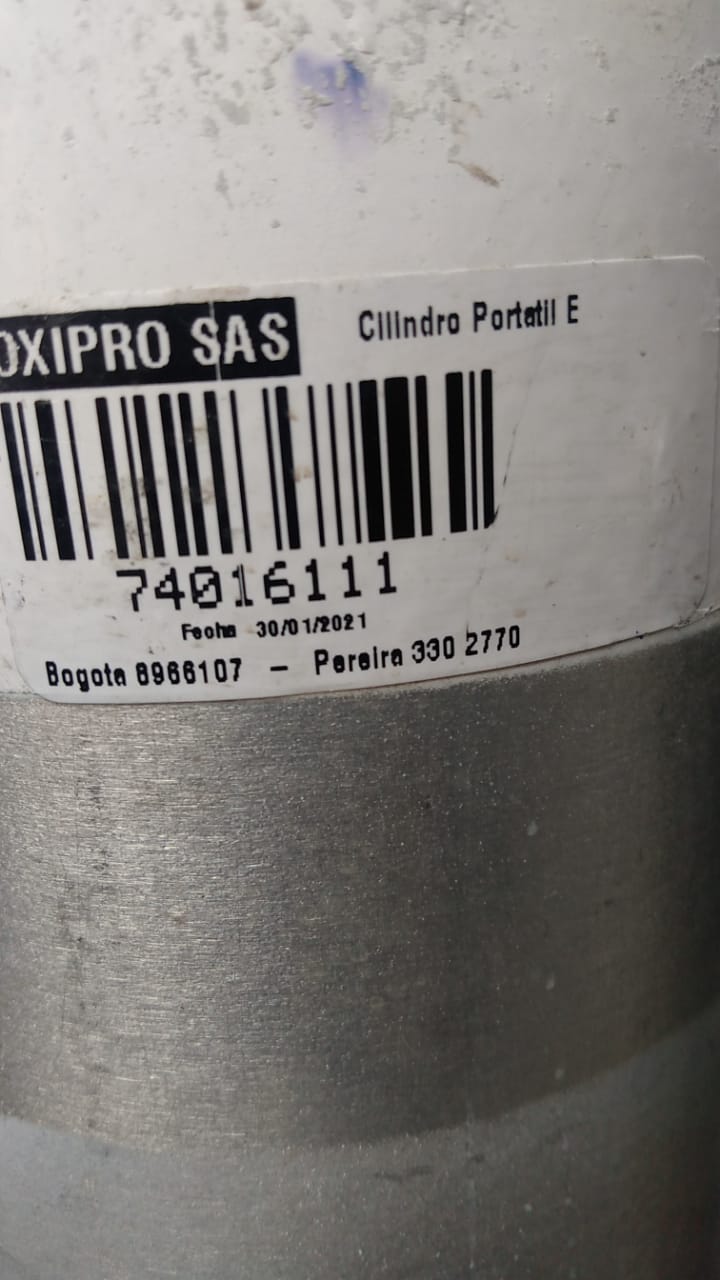 OXIPRO SAS
Cilindro Portatil E
74016111
Fecha 30/01/2021
Bogota 8966107 - Pereira 330 2770